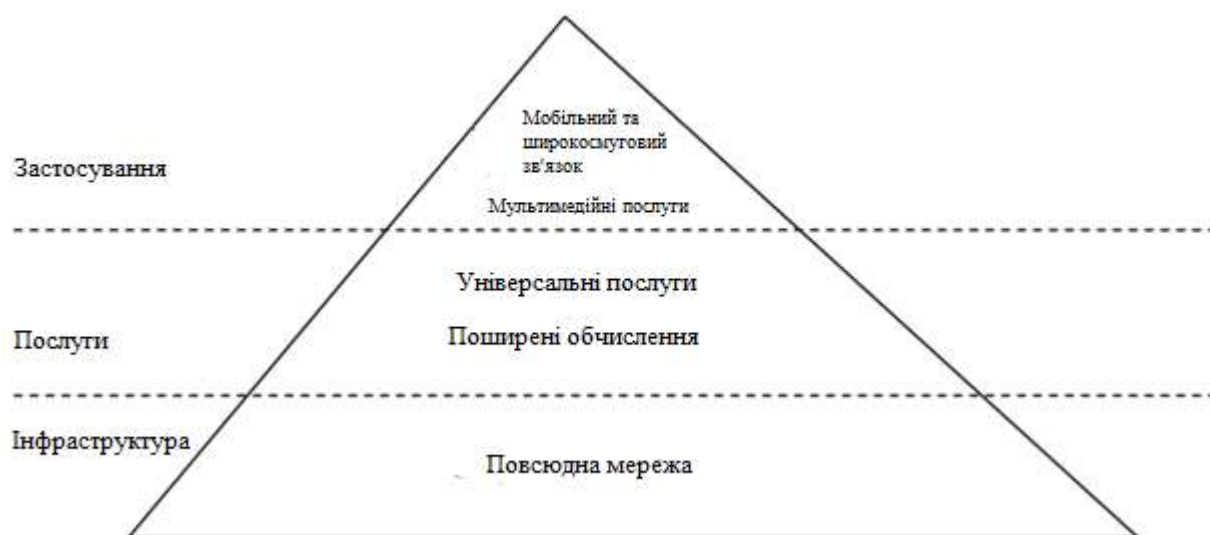 Мобільний та
широкосмуговий
зв'язок
Застосування
Мультимедійні послуги
Універсальні послуги
Послуги
Поширені обчислення
Інфраструктура
Повсюдна мережа